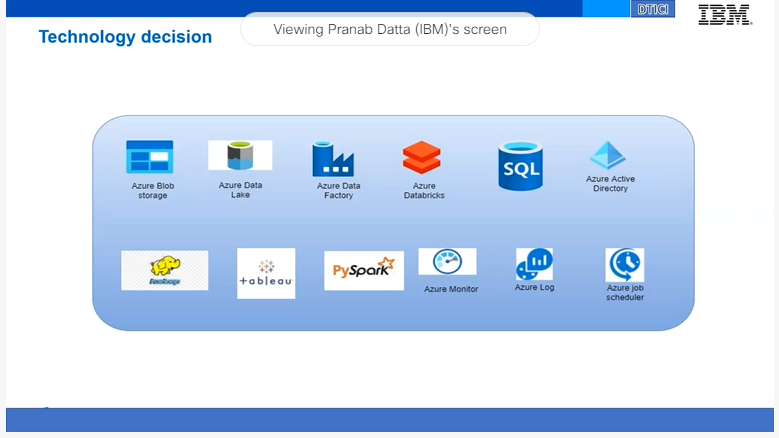 DTICI
IBM
Viewing Pranab Datta (IBM)'s screen
Technology decision
Azure Blob
storage
Azure Data
Lake
Azure Data
Factory
Azure
Databricks
SQL
Azure Active
Directory
hadoop
+ableau
PySpark
Azure Monitor
Azure Log
Azure job
scheduler